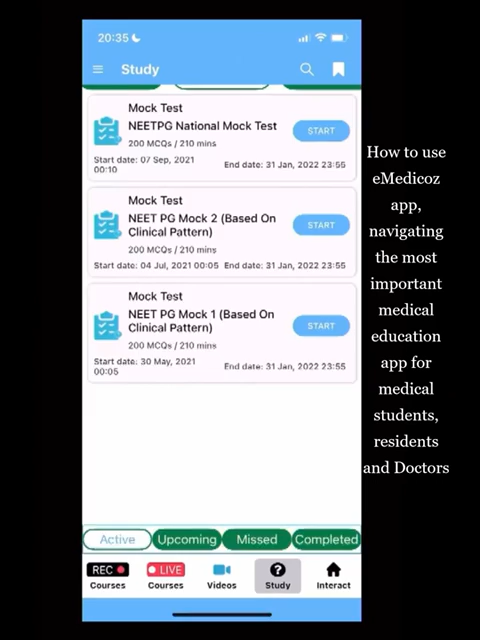 20:35
Study
Mock Test
NEETPG National Mock Test
START
200 MCQs / 210 mins
Start date: 07 Sep, 2021
00:10
End date: 31 Jan, 2022 23:55
Mock Test
NEET PG Mock 2 (Based On
Clinical Pattern)
START
200 MCQs / 210 mins
Start date: 04 Jul, 2021 00:05 End date: 31 Jan, 2022 23:55
Mock Test
NEET PG Mock 1 (Based On
Clinical Pattern)
START
200 MCQs / 210 mins
Start date: 30 May, 2021
00:05
End date: 31 Jan, 2022 23:55
Active Upcoming Missed Completed
REC LIVE
Courses Courses Videos Study Interact
How to use
eMedicoz
app,
navigating
the most
important
medical
education
app for
medical
students,
residents
and Doctors